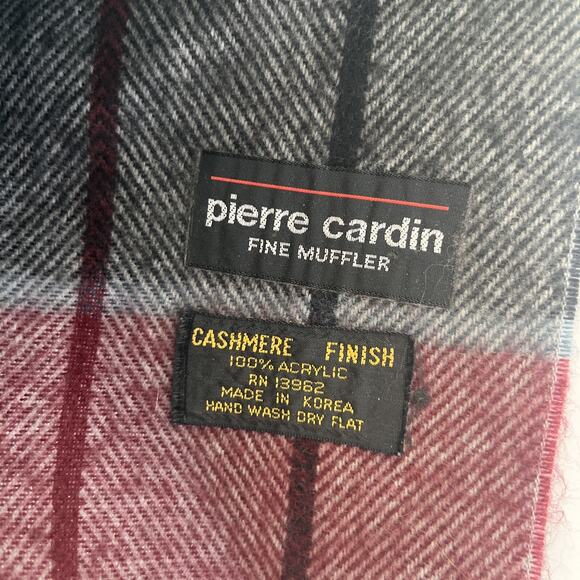 pierre cardin
FINE MUFFLER
CASHMERE FINISH
100% ACRYLIC
RN 13962
MADE IN KOREA
HAND WASH DRY FLAT